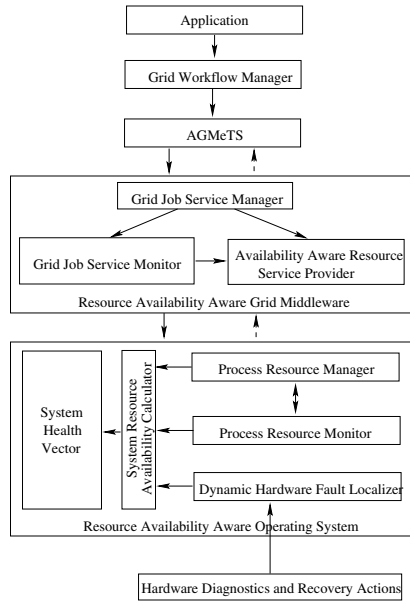 Application
Grid Workflow Manager
AGMeTS
Grid Job Service Manager
Grid Job Service Monitor
Availability Aware Resource
Service Provider
Resource Availability Aware Grid Middleware
System
Health
Vector
System Resource
Availability Calculator
Process Resource Manager
Process Resource Monitor
Dynamic Hardware Fault Localizer
Resource Availability Aware Operating System
Hardware Diagnostics and Recovery Actions